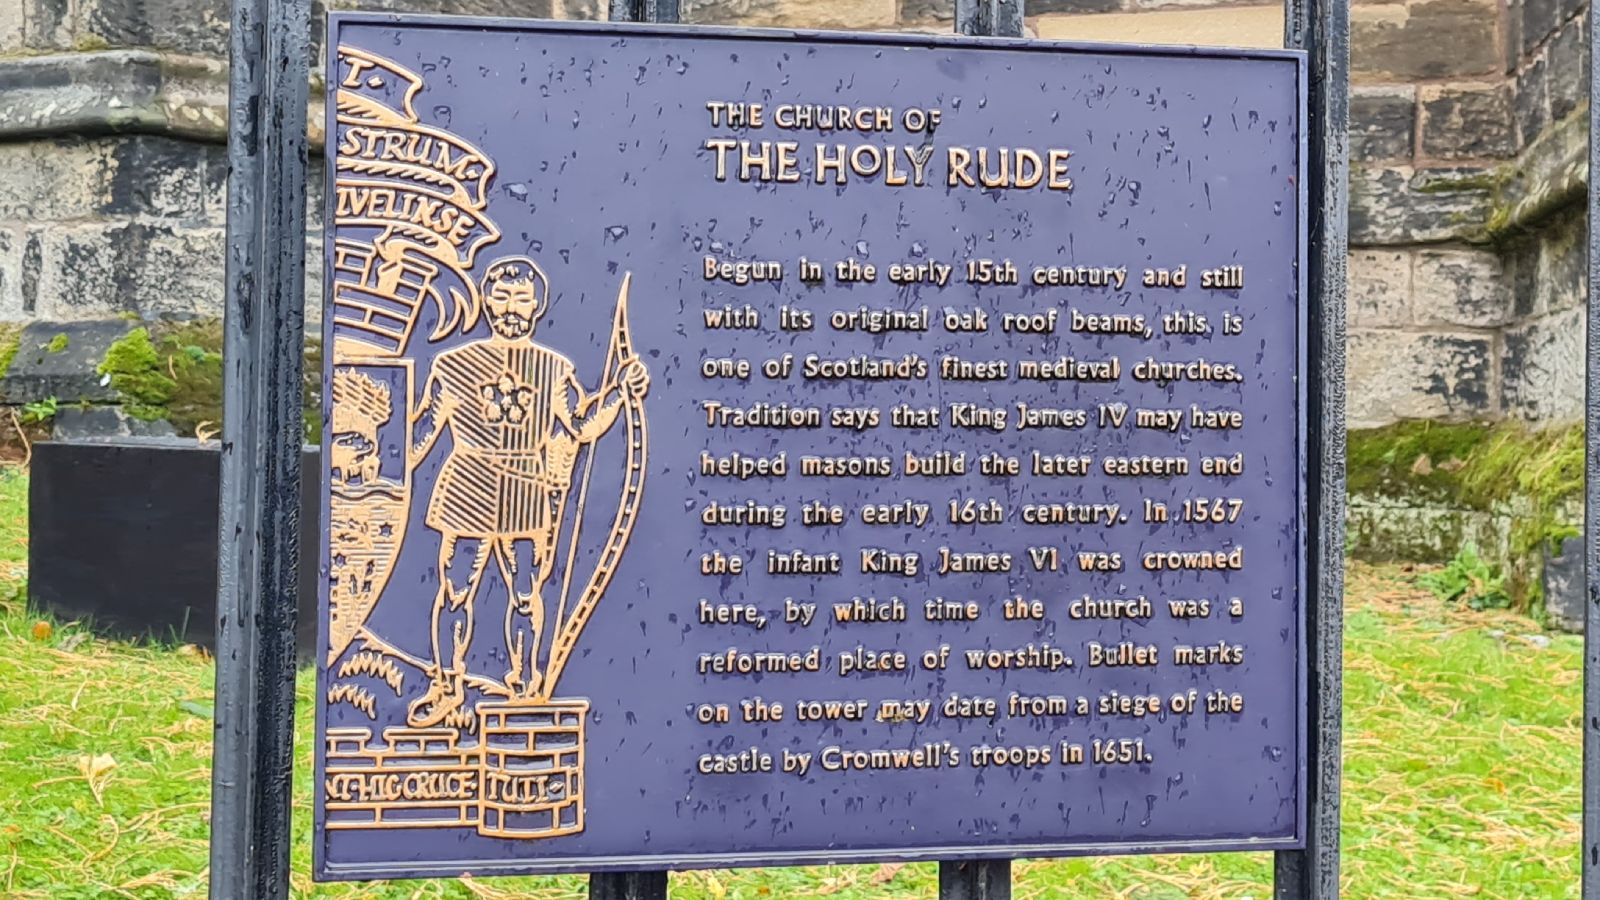 T·
STRUM·
IVELINSE
THE CHURCH OF
THE HOLY RUDE
Begun in the early 15th century and still
with its original oak roof beams, this is
one of Scotland's finest medieval churches.
Tradition says that King James IV may have
helped masons build the later eastern end
during the early 16th century. In 1567
the infant King James VI was crowned
here, by which time the church was a
reformed place of worship. Bullet marks
on the tower may date from a siege of the
castle by Cromwell's troops in 1651.
NT·HIC·CRUCE· TUTI·